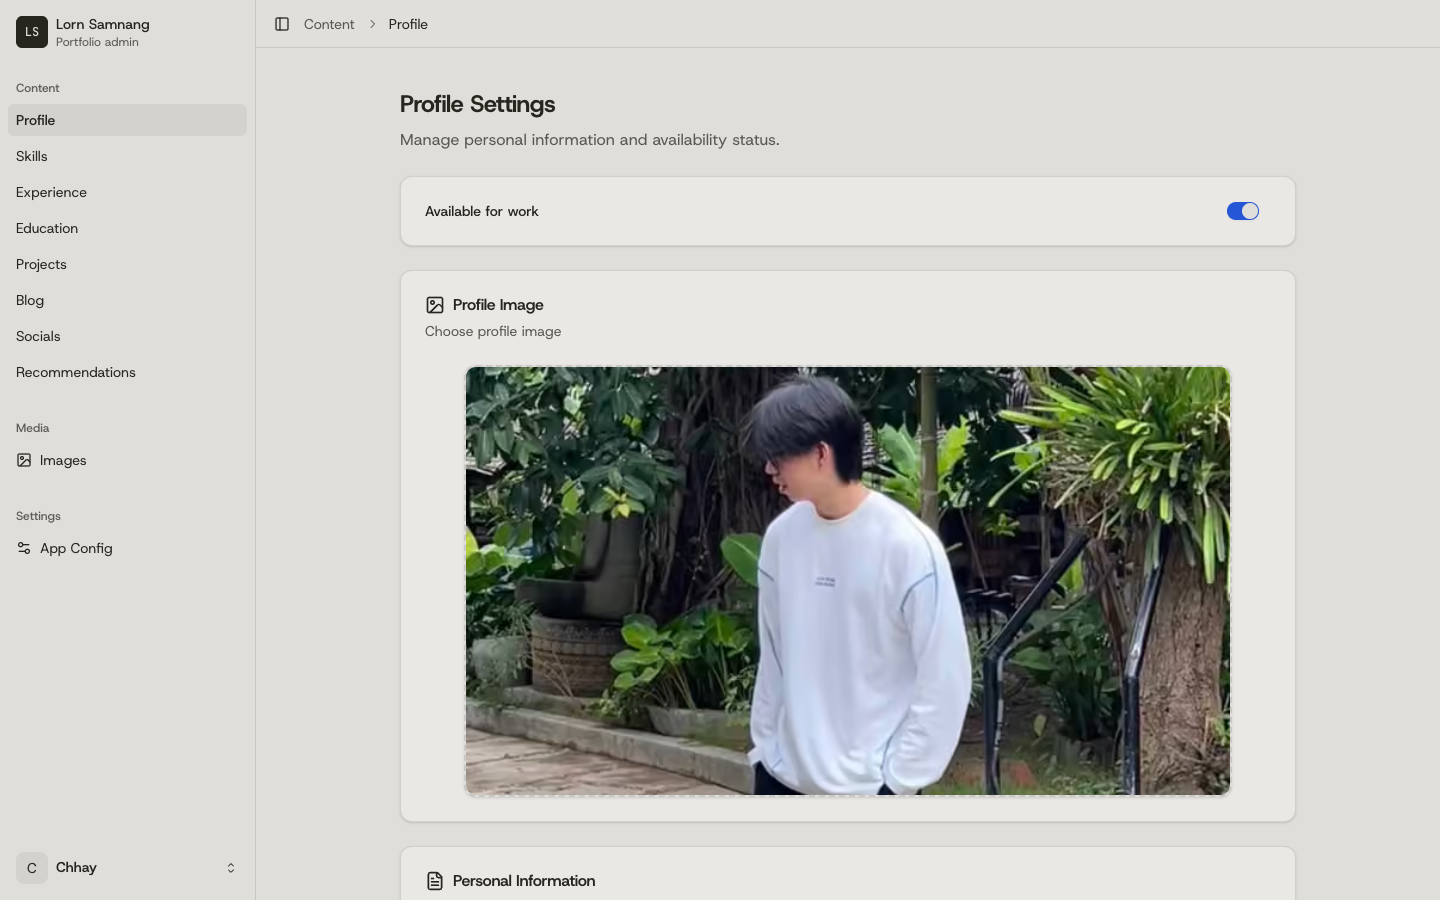 LS
Lorn Samnang
Portfolio admin
Content
Profile
Skills
Experience
Education
Projects
Blog
Socials
Recommendations
Media
Images
Settings
App Config
C
Chhay
Content
Profile
Profile Settings
Manage personal information and availability status.
Available for work
Profile Image
Choose profile image
Personal Information